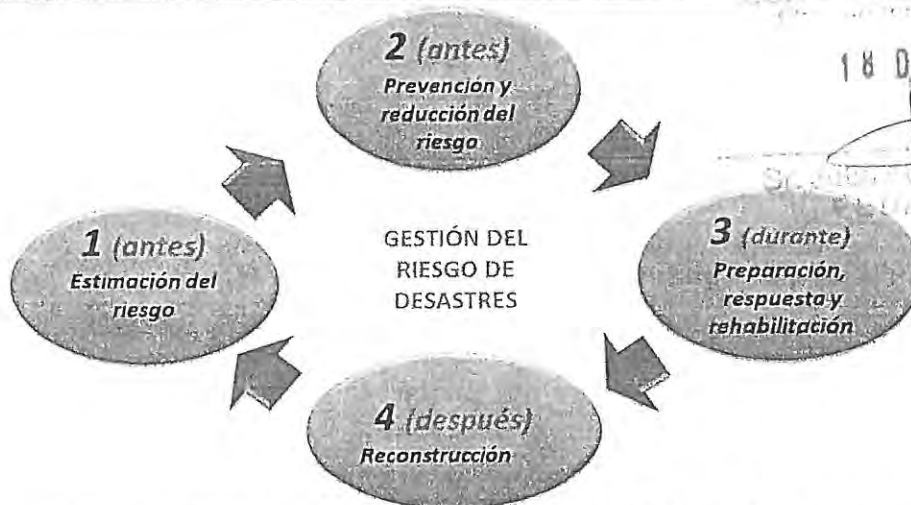 2 (antes)
Prevención y
reducción del
riesgo
18
1 (antes)
Estimación del
riesgo
GESTIÓN DEL
RIESGO DE
DESASTRES
3 (durante)
Preparación,
respuesta y
rehabilitación
4 (después)
Reconstrucción